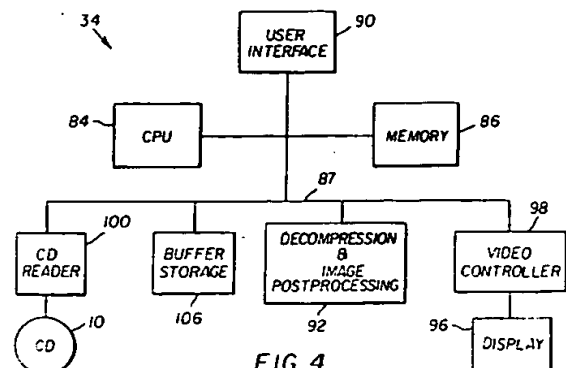 34
USER
INTERFACE
90
84
CPU
MEMORY
86
87
100
98
CD
READER
BUFFER
STORAGE
106
DECOMPRESSION
&
IMAGE
POSTPROCESSING
92
VIDEO
CONTROLLER
10
CD
96
DISPLAY
FIG. 4